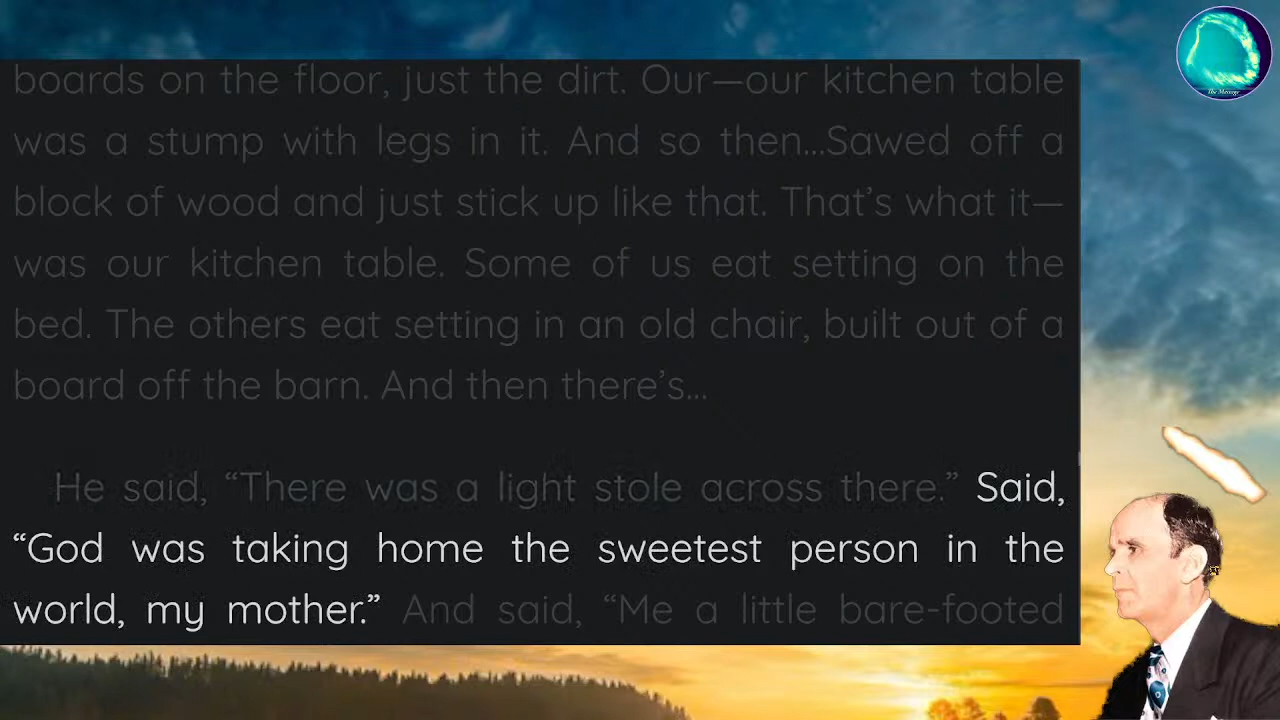 boards on the floor, just the dirt. Our—our kitchen table
was a stump with legs in it. And so then...Sawed off a
block of wood and just stick up like that. That’s what it—
was our kitchen table. Some of us eat setting on the
bed. The others eat setting in an old chair, built out of a
board off the barn. And then there’s...
He said, “There was a light stole across there.” Said,
“God was taking home the sweetest person in the
world, my mother.” And said, “Me a little bare-footed
The Message